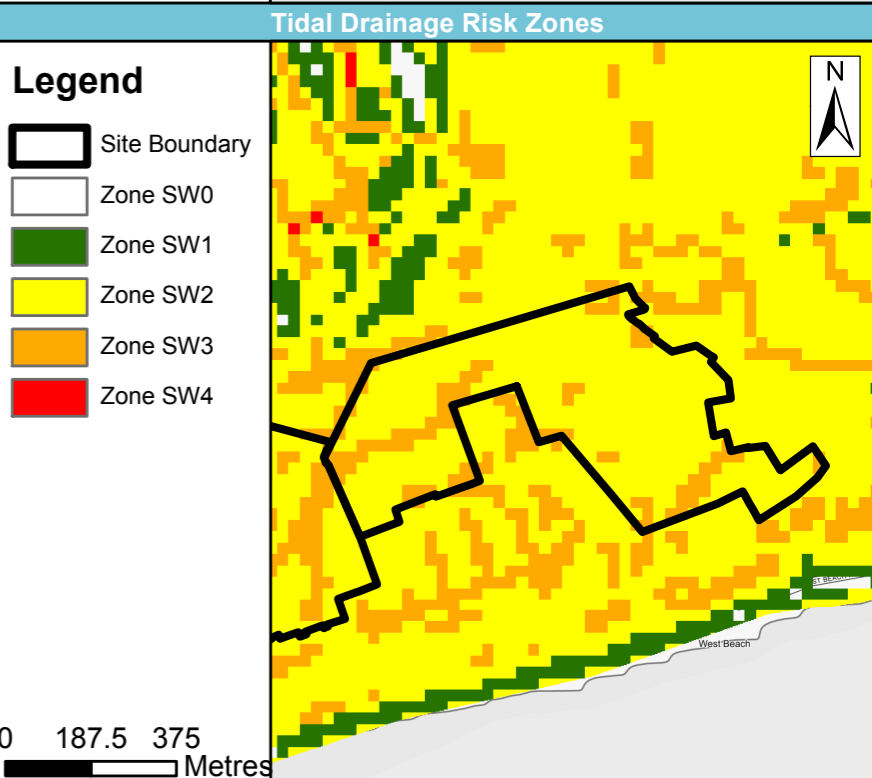 Tidal Drainage Risk Zones
Legend
Site Boundary
Zone SW0
Zone SW1
Zone SW2
Zone SW3
Zone SW4
N
West Beach
0 187.5 375
Metres